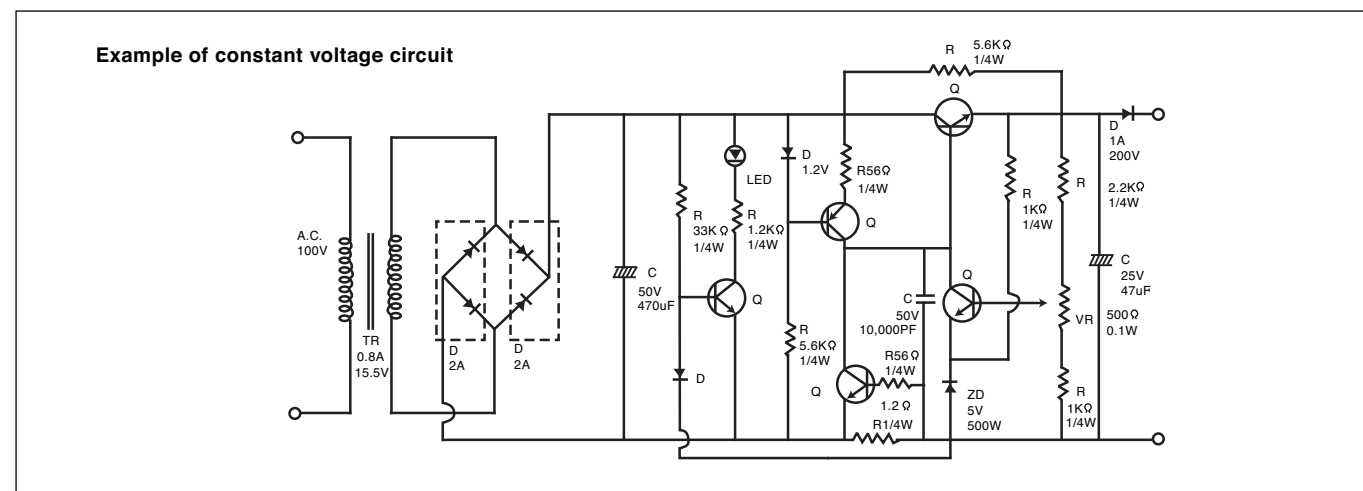 Example of constant voltage circuit
R
5.6KΩ
1/4W
Q
D
1A
200V
LED
D
1.2V
R56Ω
1/4W
R
1KΩ
1/4W
R
2.2KΩ
1/4W
A.C.
100V
R
33KΩ
1/4W
R
1.2KΩ
1/4W
Q
C
50V
470uF
Q
Q
C
25V
47uF
C
50V
10,000PF
VR
500Ω
0.1W
TR
0.8A
15.5V
D
2A
D
2A
R
5.6KΩ
1/4W
R56Ω
1/4W
D
Q
1.2Ω
R1/4W
ZD
5V
500W
R
1KΩ
1/4W